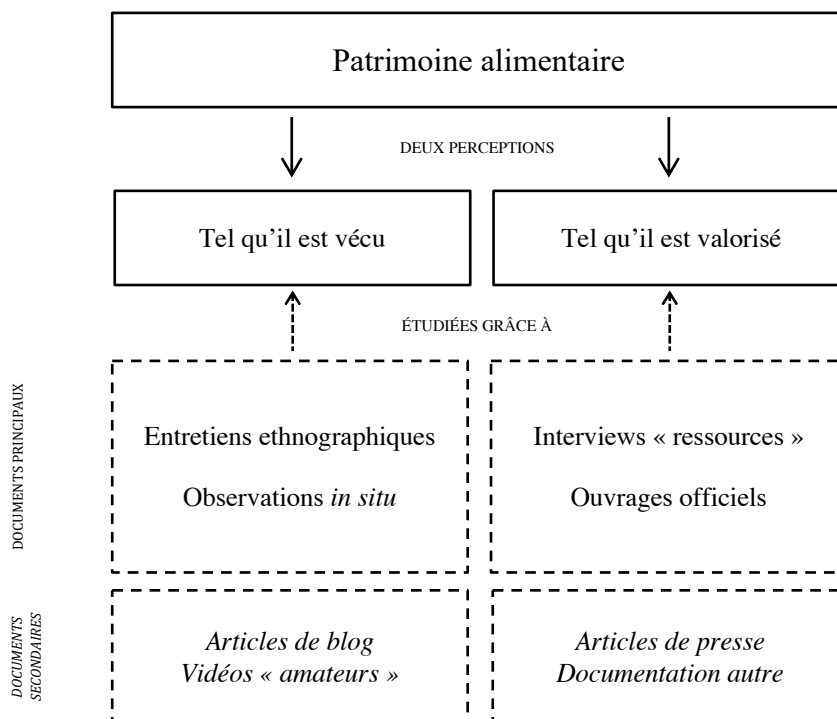 Patrimoine alimentaire
DEUX PERCEPTIONS
Tel qu’il est vécu
Tel qu’il est valorisé
ÉTUDIÉES GRÂCE À
DOCUMENTS PRINCIPAUX
Entretiens ethnographiques
Observations in situ
Interviews « ressources »
Ouvrages officiels
DOCUMENTS
SECONDAIRES
Articles de blog
Vidéos « amateurs »
Articles de presse
Documentation autre